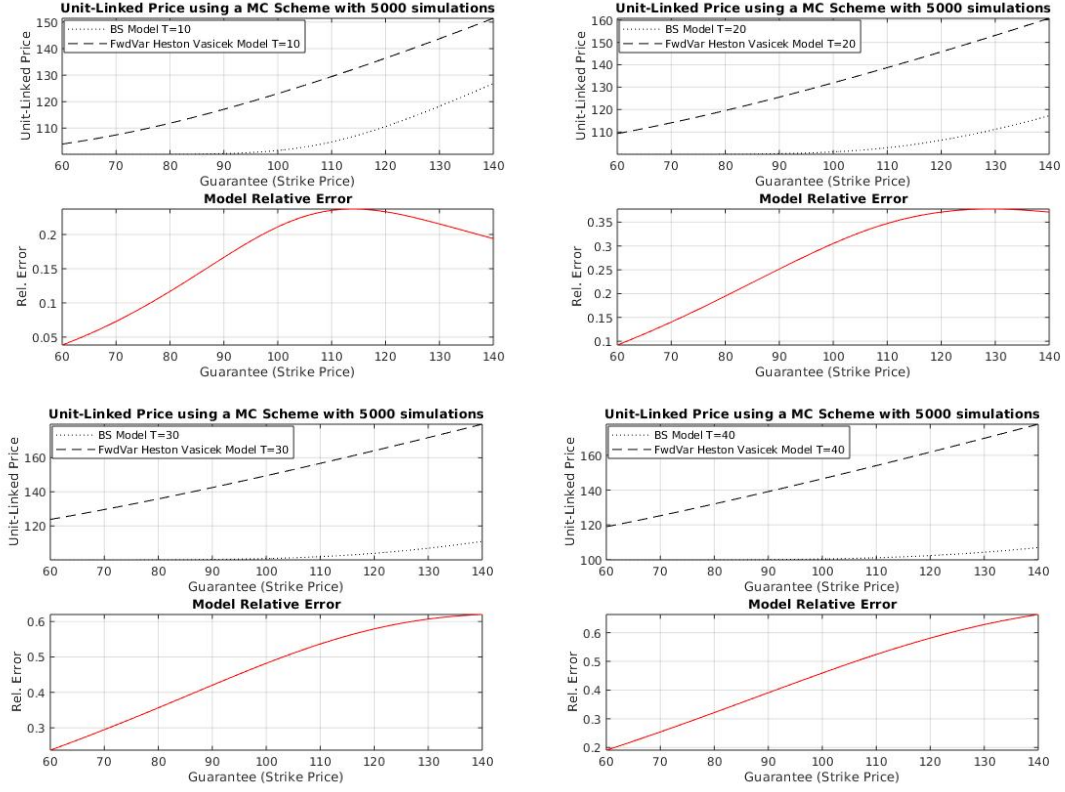 Unit-Linked Price using a MC Scheme with 5000 simulations
Unit-Linked Price
150
140
130
120
110
BS Model T=10
FwdVar Heston Vasicek Model T=10
60 70 80 90 100 110 120 130 140
Guarantee (Strike Price)
Model Relative Error
Rel. Error
0.2
0.15
0.1
0.05
60 70 80 90 100 110 120 130 140
Guarantee (Strike Price)
Unit-Linked Price using a MC Scheme with 5000 simulations
Unit-Linked Price
160
150
140
130
120
110
BS Model T=20
FwdVar Heston Vasicek Model T=20
60 70 80 90 100 110 120 130 140
Guarantee (Strike Price)
Model Relative Error
Rel. Error
0.35
0.3
0.25
0.2
0.15
0.1
60 70 80 90 100 110 120 130 140
Guarantee (Strike Price)
Unit-Linked Price using a MC Scheme with 5000 simulations
Unit-Linked Price
160
140
120
BS Model T=30
FwdVar Heston Vasicek Model T=30
60 70 80 90 100 110 120 130 140
Guarantee (Strike Price)
Model Relative Error
Rel. Error
0.6
0.5
0.4
0.3
60 70 80 90 100 110 120 130 140
Guarantee (Strike Price)
Unit-Linked Price using a MC Scheme with 5000 simulations
Unit-Linked Price
160
140
120
100
BS Model T=40
FwdVar Heston Vasicek Model T=40
60 70 80 90 100 110 120 130 140
Guarantee (Strike Price)
Model Relative Error
Rel. Error
0.6
0.5
0.4
0.3
0.2
60 70 80 90 100 110 120 130 140
Guarantee (Strike Price)